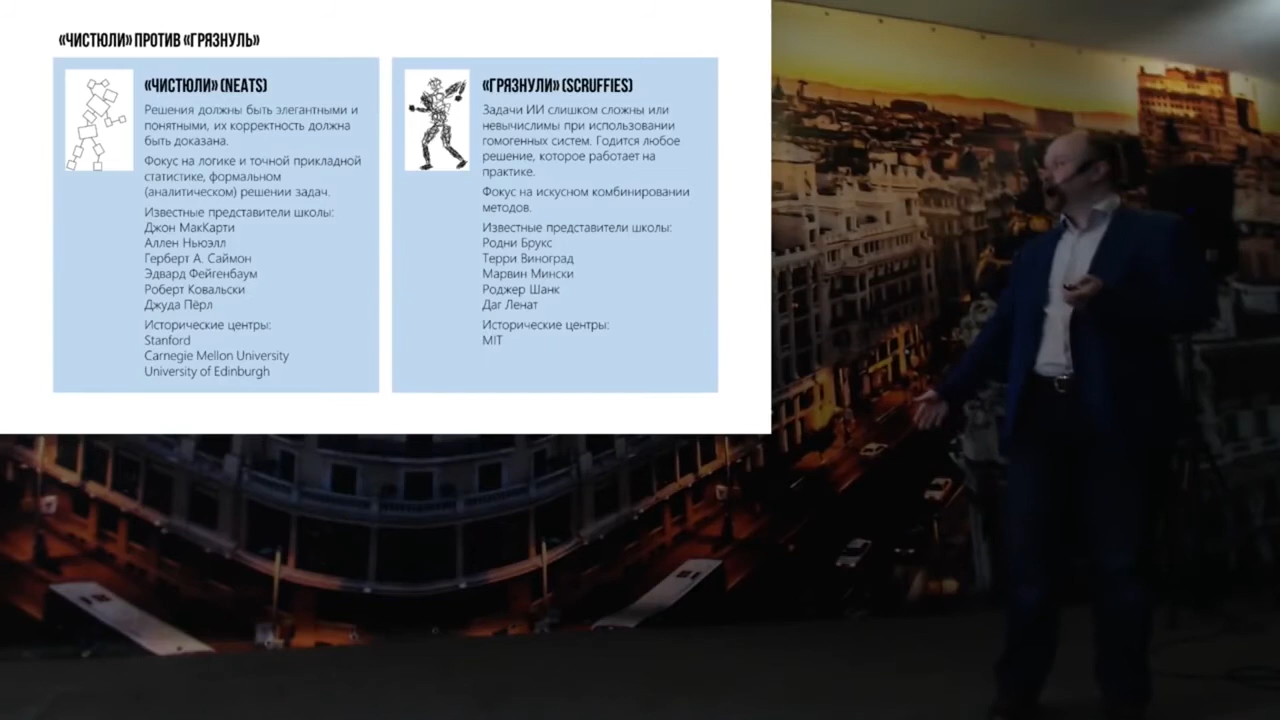 «ЧИСТЮЛИ» ПРОТИВ «ГРЯЗНУЛЬ»
«ЧИСТЮЛИ» (NEATS)
Решения должны быть элегантными и
понятными, их корректность должна
быть доказана.
Фокус на логике и точной прикладной
статистике, формальном
(аналитическом) решении задач.
Известные представители школы:
Джон МакКарти
Аллен Ньюэлл
Герберт А. Саймон
Эдвард Фейгенбаум
Роберт Ковальски
Джуда Пёрл
Исторические центры:
Stanford
Carnegie Mellon University
University of Edinburgh
«ГРЯЗНУЛИ» (SCRUFFIES)
Задачи ИИ слишком сложны или
невычислимы при использовании
гомогенных систем. Годится любое
решение, которое работает на
практике.
Фокус на искусном комбинировании
методов.
Известные представители школы:
Родни Брукс
Терри Виноград
Марвин Мински
Роджер Шанк
Даг Ленат
Исторические центры:
MIT